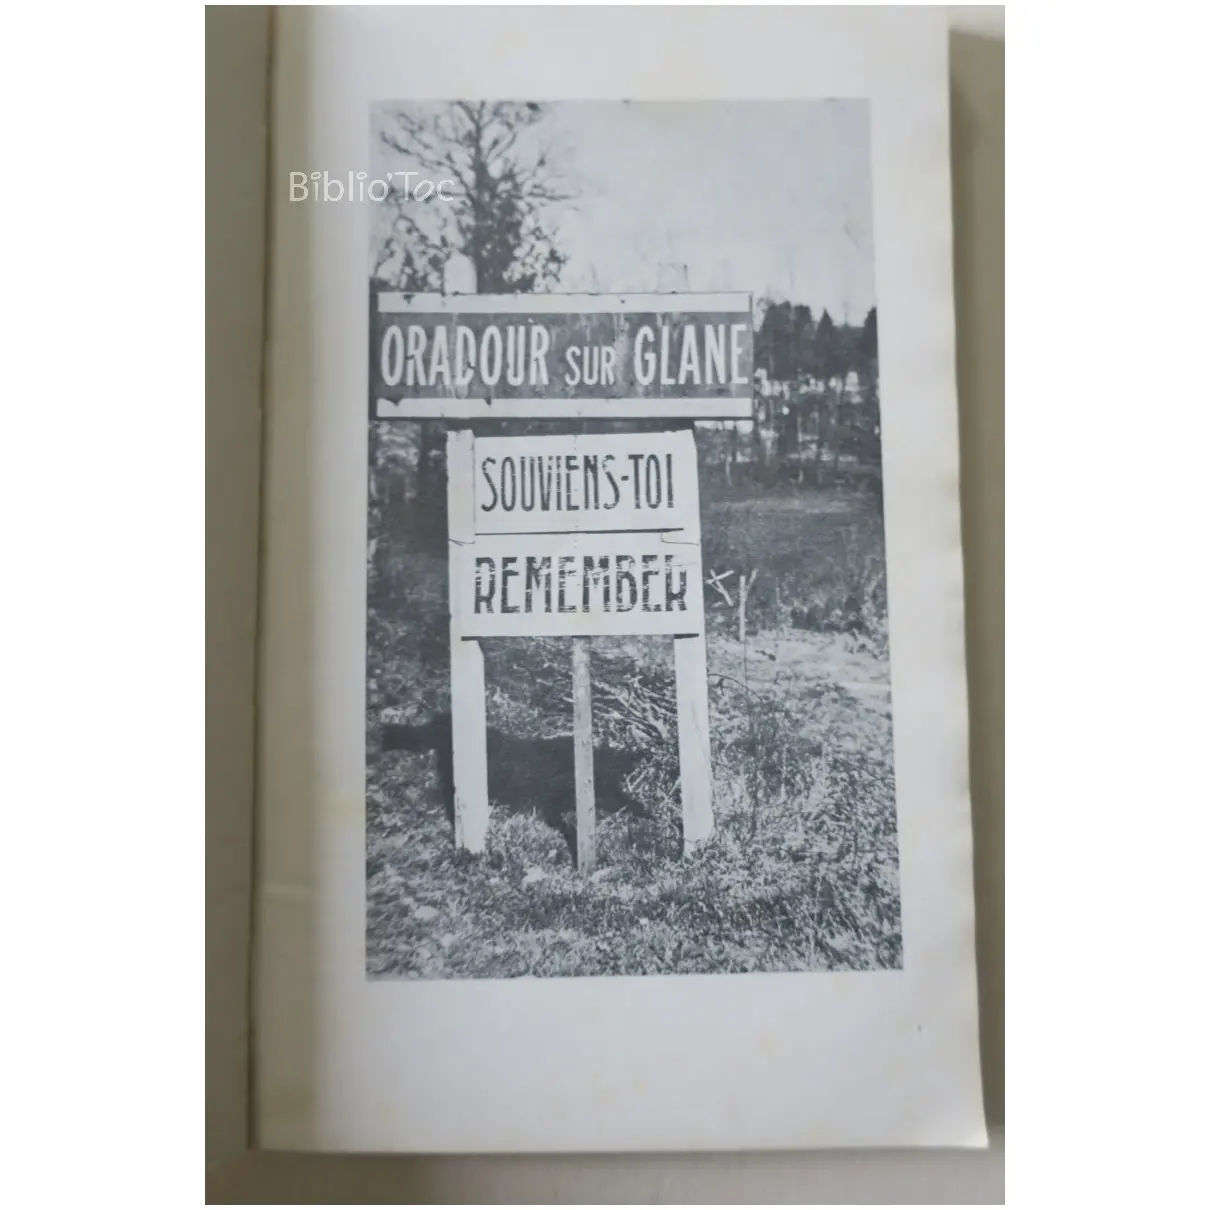 Biblio'Toc
ORADOUR SUR GLANE
SOUVIENS-TOI
REMEMBER